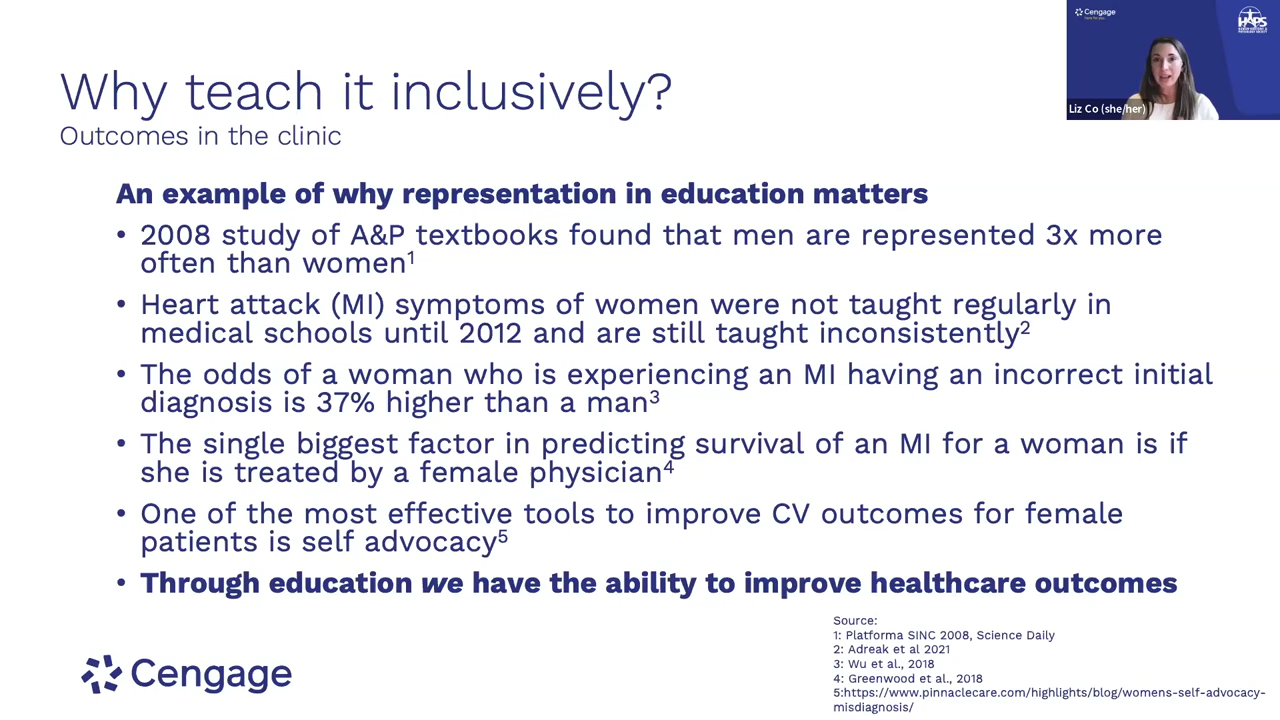 Cengage
HAPS
Liz Co (she/her)
Why teach it inclusively?
Outcomes in the clinic
An example of why representation in education matters
• 2008 study of A&P textbooks found that men are represented 3x more
often than women1
• Heart attack (MI) symptoms of women were not taught regularly in
medical schools until 2012 and are still taught inconsistently2
• The odds of a woman who is experiencing an MI having an incorrect initial
diagnosis is 37% higher than a man3
• The single biggest factor in predicting survival of an MI for a woman is if
she is treated by a female physician4
• One of the most effective tools to improve CV outcomes for female
patients is self advocacy5
• Through education we have the ability to improve healthcare outcomes
Source:
1: Platforma SINC 2008, Science Daily
2: Adreak et al 2021
3: Wu et al., 2018
4: Greenwood et al., 2018
5:https://www.pinnaclecare.com/highlights/blog/womens-self-advocacy-
misdiagnosis/
Cengage